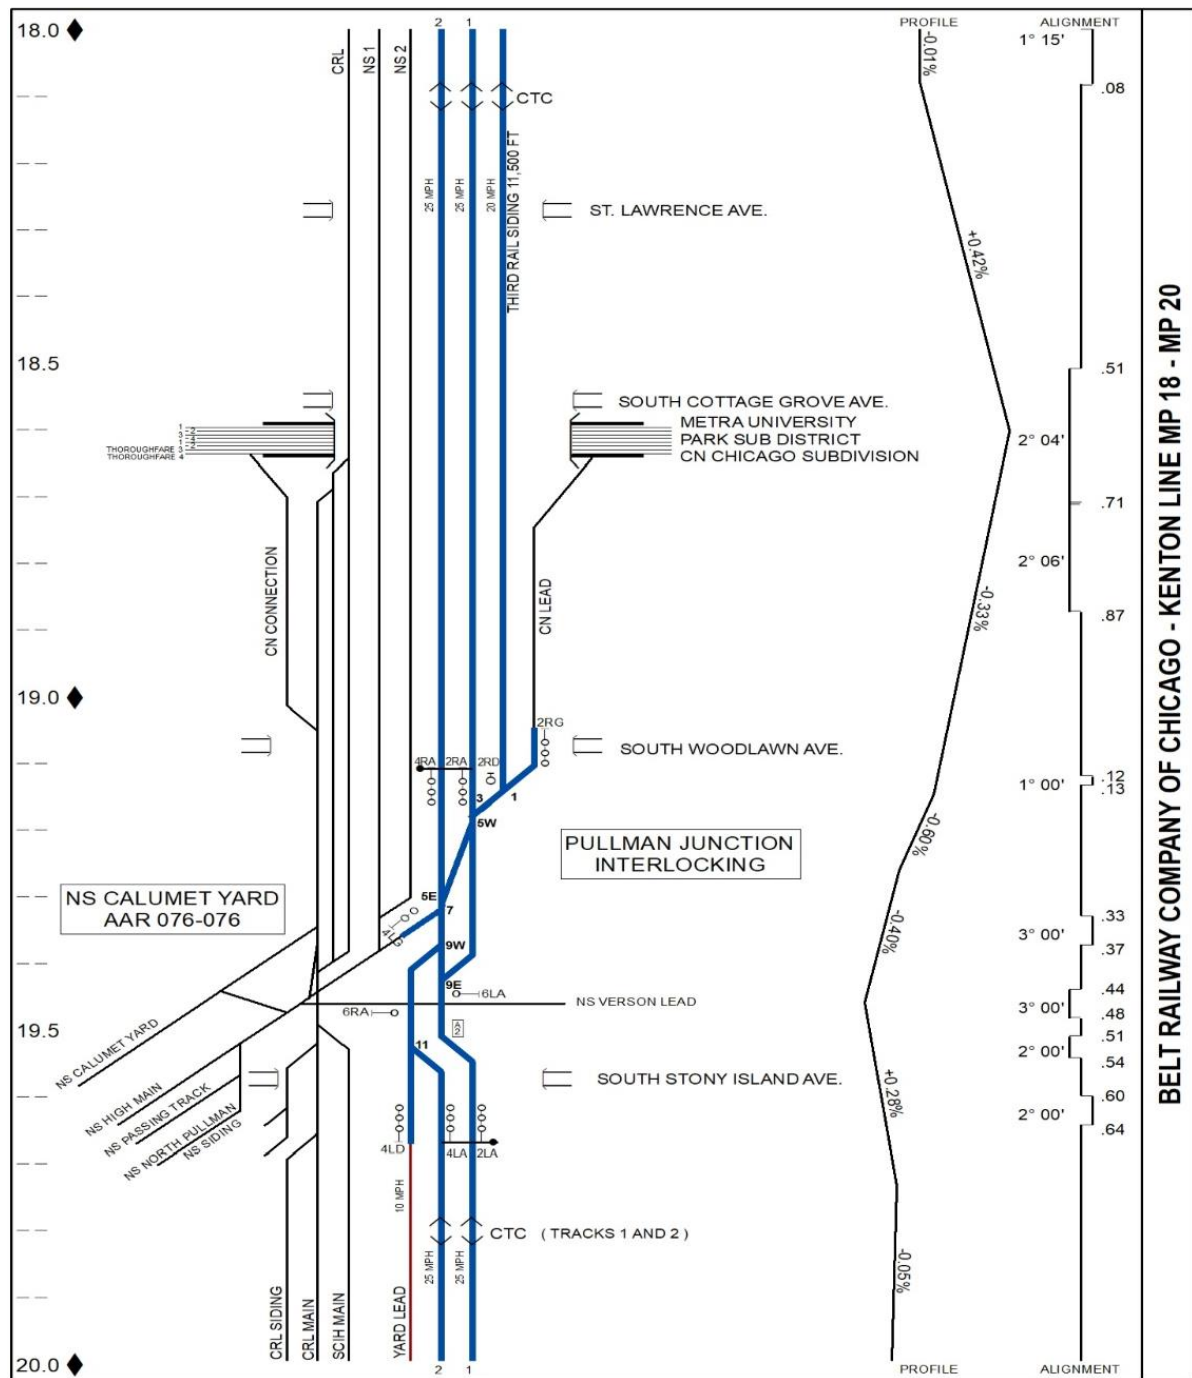 18.0
2
1
PROFILE
ALIGNMENT
CRL
NS 1
NS 2
-0.01%
1° 15'
.08
CTC
25 MPH
25 MPH
20 MPH
THIRD RAIL SIDING 11,500 FT
ST. LAWRENCE AVE.
+0.42%
18.5
.51
SOUTH COTTAGE GROVE AVE.
METRA UNIVERSITY
PARK SUB DISTRICT
CN CHICAGO SUBDIVISION
1
2
3
4
1
2
THOROUGHFARE 3
THOROUGHFARE 4
2° 04'
.71
2° 06'
CN CONNECTION
CN LEAD
-0.33%
.87
19.0
2RG
SOUTH WOODLAWN AVE.
4RA
2RA
2RD
3
1
5W
.12
1° 00'
.13
PULLMAN JUNCTION
INTERLOCKING
-0.60%
NS CALUMET YARD
AAR 076-076
5E
7
4LG
9W
-0.40%
.33
3° 00'
.37
9E
6LA
.44
NS VERSON LEAD
6RA
3° 00'
.48
19.5
A
2
.51
11
2° 00'
.54
NS CALUMET YARD
SOUTH STONY ISLAND AVE.
+0.28%
.60
NS HIGH MAIN
NS PASSING TRACK
NS NORTH PULLMAN
NS SIDING
2° 00'
.64
4LD
4LA
2LA
10 MPH
CTC ( TRACKS 1 AND 2 )
25 MPH
25 MPH
-0.05%
CRL SIDING
CRL MAIN
SCIH MAIN
YARD LEAD
20.0
2
1
PROFILE
ALIGNMENT
BELT RAILWAY COMPANY OF CHICAGO - KENTON LINE MP 18 - MP 20